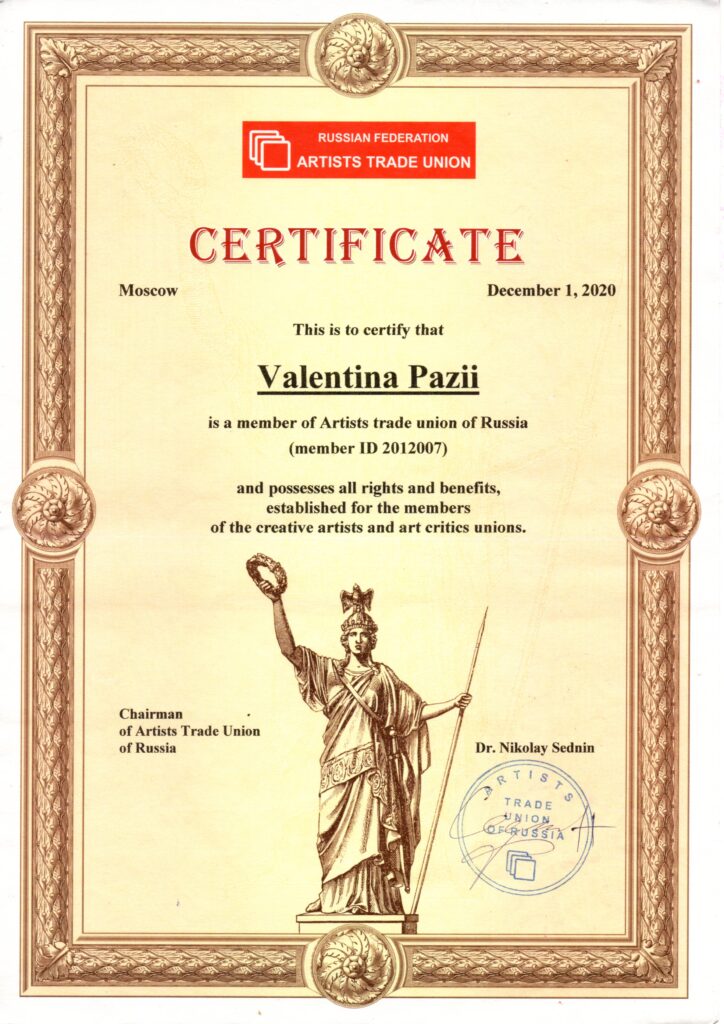 RUSSIAN FEDERATION
ARTISTS TRADE UNION
CERTIFICATE
Moscow
December 1, 2020
This is to certify that
Valentina Pazii
is a member of Artists trade union of Russia
(member ID 2012007)
and possesses all rights and benefits,
established for the members
of the creative artists and art critics unions.
Chairman
of Artists Trade Union
of Russia
Dr. Nikolay Sednin
ARTISTS
TRADE
UNION
OF RUSSIA